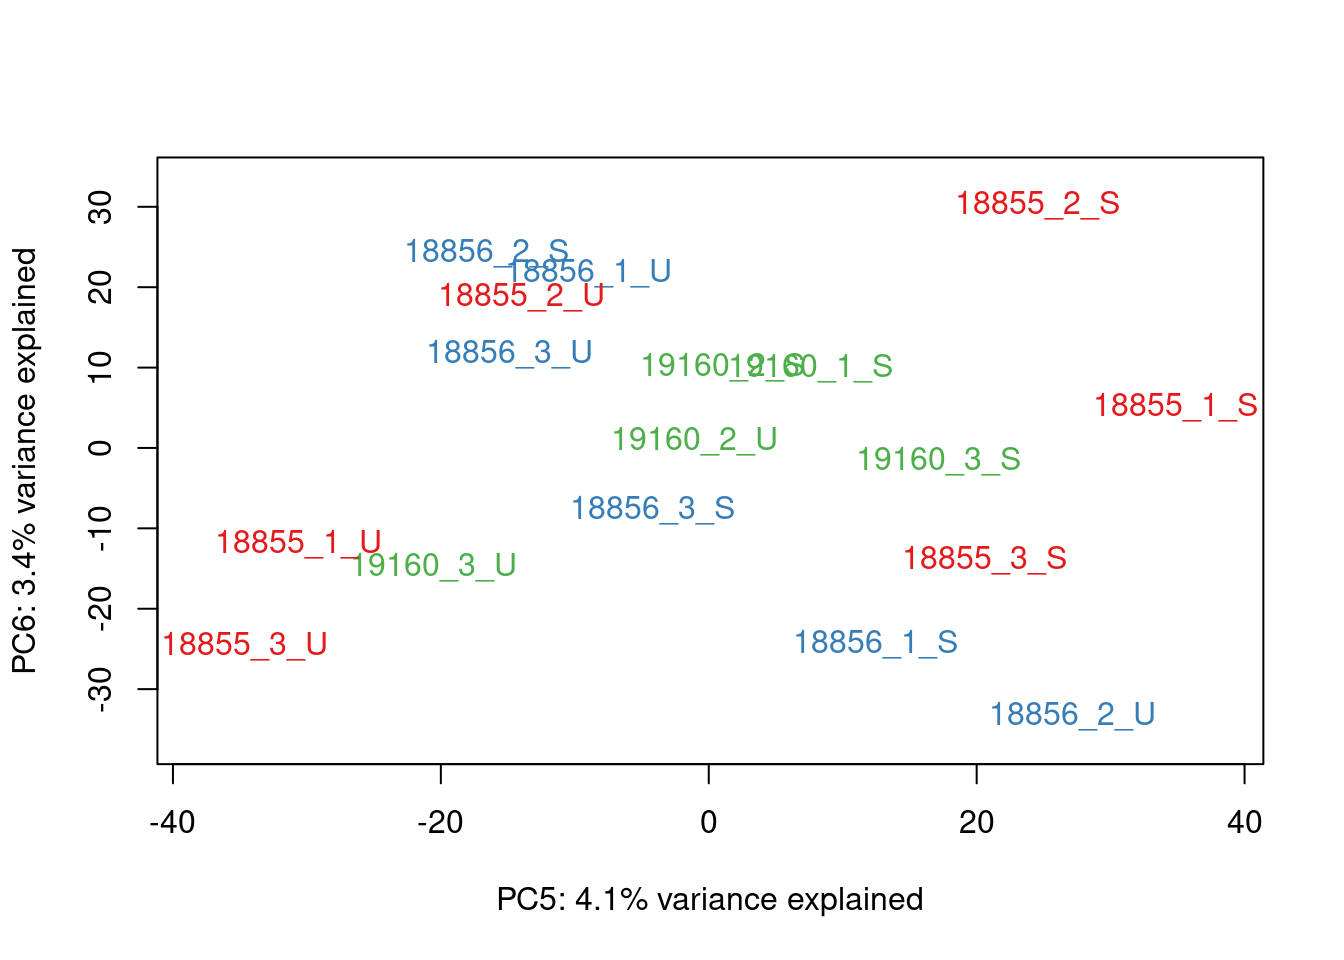 18855_2_S
18856_2_S
18856_1_U
18855_2_U
18856_3_U
19160_2_S
19160_1_S
18855_1_S
19160_2_U
19160_3_S
18856_3_S
18855_1_U
19160_3_U
18855_3_S
18855_3_U
18856_1_S
18856_2_U
30
20
10
0
-10
-20
-30
PC6: 3.4% variance explained
-40 -20 0 20 40
PC5: 4.1% variance explained